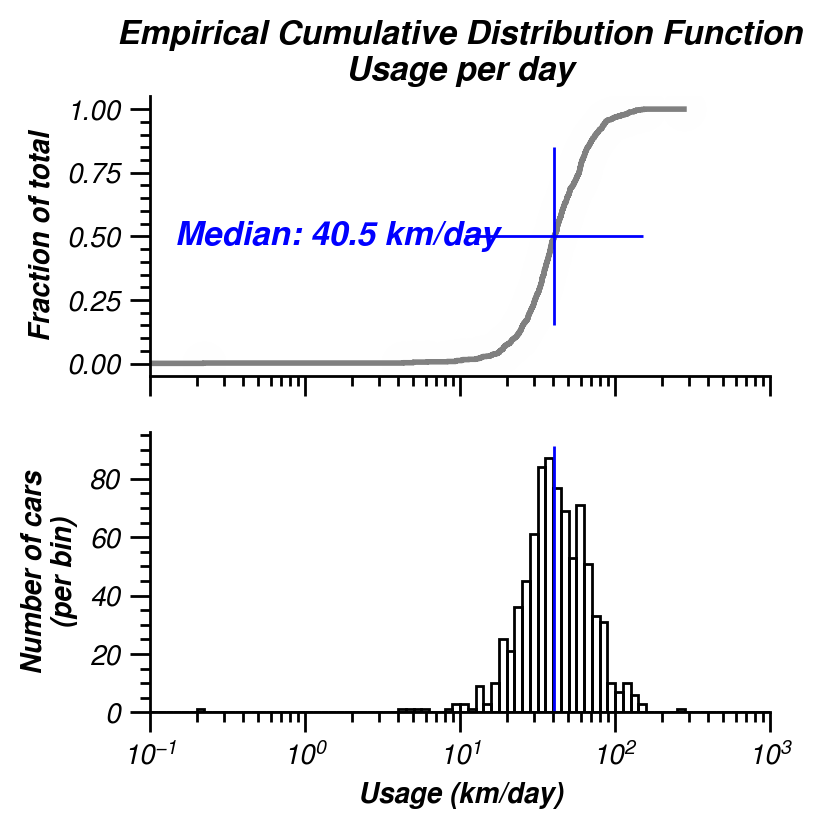 Empirical Cumulative Distribution Function
Usage per day
1.00
0.75
0.50
0.25
0.00
Fraction of total
Median: 40.5 km/day
80
60
40
20
0
Number of cars
(per bin)
10⁻¹ 10⁰ 10¹ 10² 10³
Usage (km/day)